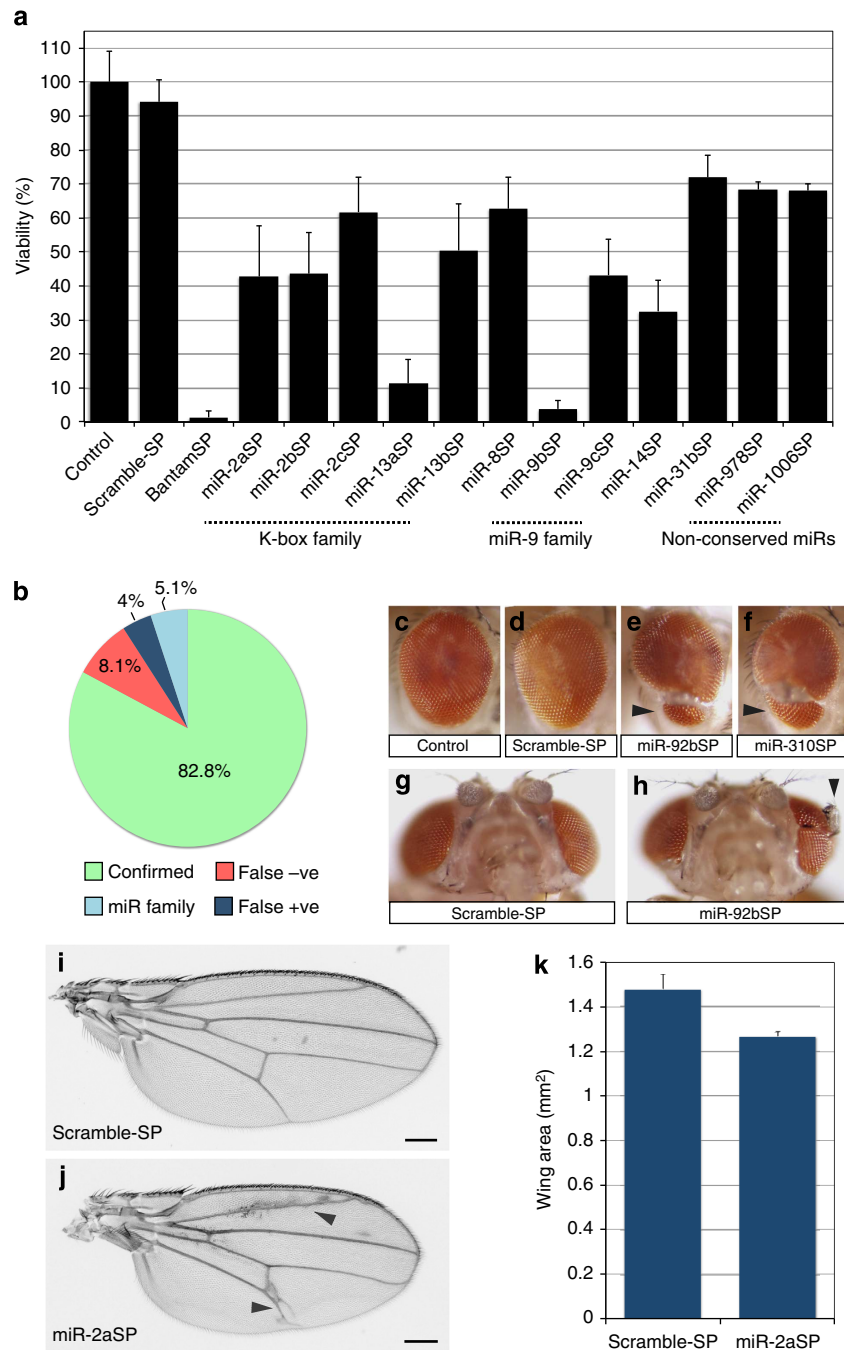 a
110
100
90
80
70
60
50
40
30
20
10
0
Viability (%)
Control
Scramble-SP
BantamSP
miR-2aSP
miR-2bSP
miR-2cSP
miR-13aSP
miR-13bSP
miR-8SP
miR-9bSP
miR-9cSP
miR-14SP
miR-31bSP
miR-978SP
miR-1006SP
K-box family
miR-9 family
Non-conserved miRs
b
5.1%
4%
8.1%
82.8%
Confirmed
False –ve
miR family
False +ve
c
Control
d
Scramble-SP
e
miR-92bSP
f
miR-310SP
g
Scramble-SP
h
miR-92bSP
i
Scramble-SP
j
miR-2aSP
k
1.6
1.4
1.2
1
0.8
0.6
0.4
0.2
0
Wing area (mm²)
Scramble-SP
miR-2aSP